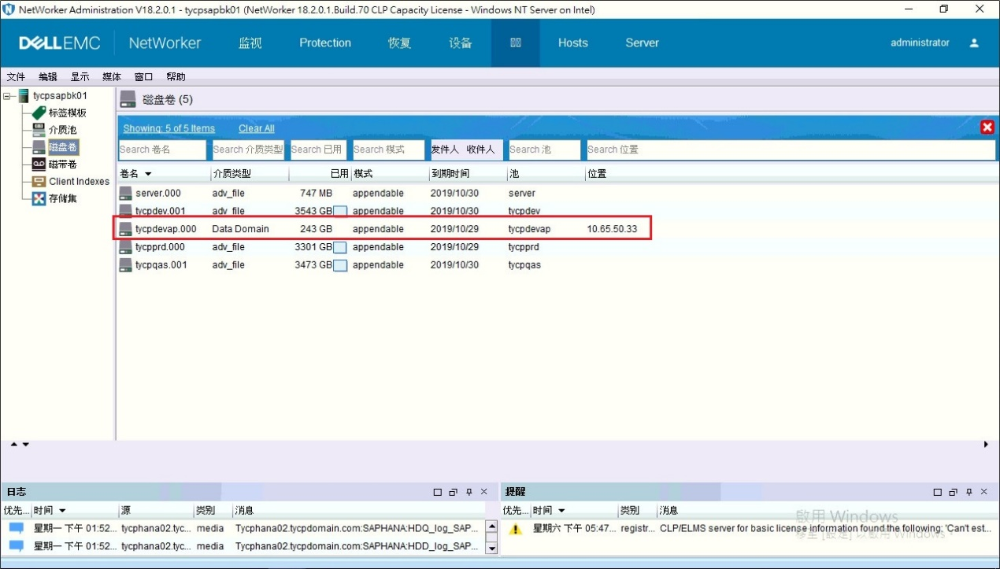 NetWorker Administration V18.2.0.1 - tycpsapbk01 (NetWorker 18.2.0.1.Build.70 CLP Capacity License - Windows NT Server on Intel)
DELLEMC NetWorker 监视 Protection 恢复 设备 Hosts Server administrator
文件 编辑 显示 媒体 窗口 帮助
tycpsapbk01
标签模板
介质池
磁盘卷
磁带卷
Client Indexes
存储集
磁盘卷 (5)
Showing: 5 of 5 Items Clear All
Search 卷名 Search 介质类型 Search 已用 Search 模式 发件人 收件人 Search 池 Search 位置
卷名 介质类型 已用 模式 到期时间 池 位置
server.000 adv_file 747 MB appendable 2019/10/30 server
tycpdev.001 adv_file 3543 GB appendable 2019/10/30 tycpdev
tycpdevap.000 Data Domain 243 GB appendable 2019/10/29 tycpdevap 10.65.50.33
tycpprd.000 adv_file 3301 GB appendable 2019/10/29 tycpprd
tycpqas.001 adv_file 3473 GB appendable 2019/10/30 tycpqas
日志
优先... 时间 源 类别 消息
星期一 下午 01:52... tycphana02.tyc... media Tycphana02.tycpdomain.com:SAPHANA:HDQ_log_SAP...
星期一 下午 01:52... tycphana02.tyc... media Tycphana02.tycpdomain.com:SAPHANA:HDD_log_SAP...
提醒
优先... 时间 类别 消息
星期六 下午 05:47... registr... CLP/ELMS server for basic license information found the following: 'Can't est...
啟用 Windows
移至 [設定] 以啟用 Windows。